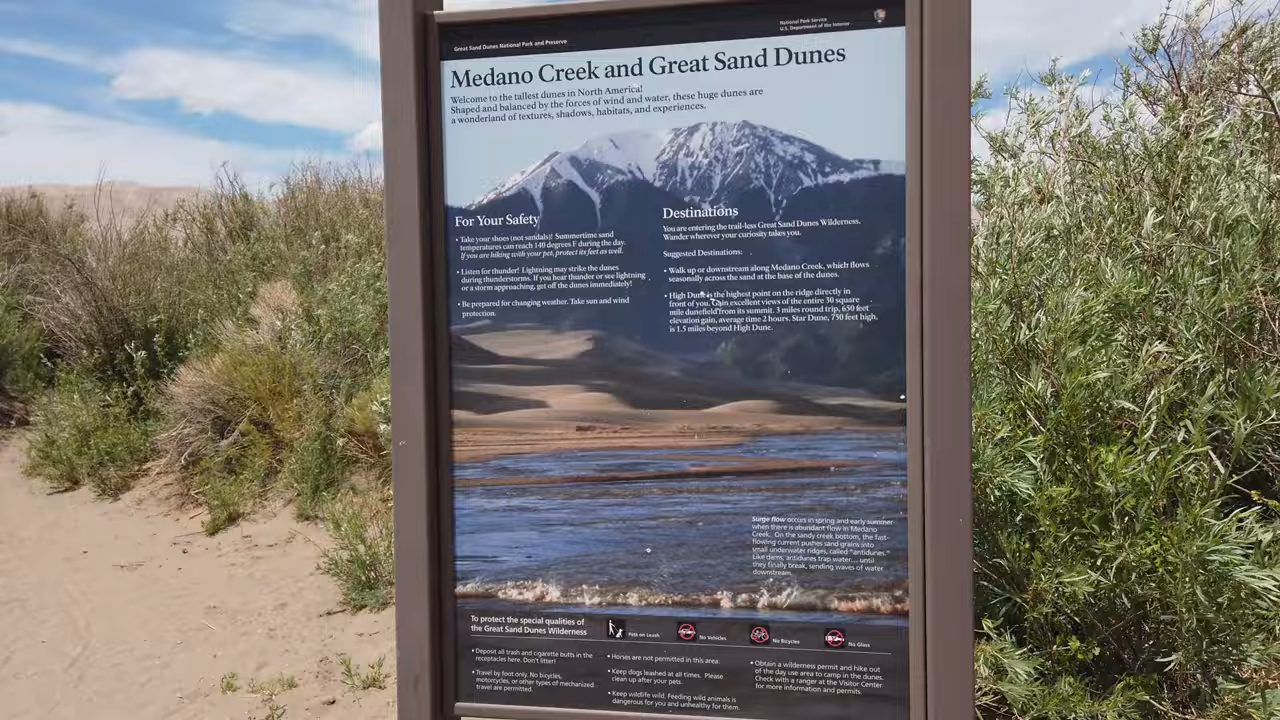 Great Sand Dunes National Park and Preserve
National Park Service
U.S. Department of the Interior
Medano Creek and Great Sand Dunes
Welcome to the tallest dunes in North America!
Shaped and balanced by the forces of wind and water, these huge dunes are
a wonderland of textures, shadows, habitats, and experiences.
For Your Safety
• Take your shoes (not sandals)! Summertime sand
temperatures can reach 140 degrees F during the day.
If you are hiking with your pet, protect its feet as well.
• Listen for thunder! Lightning may strike the dunes
during thunderstorms. If you hear thunder or see lightning
or a storm approaching, get off the dunes immediately!
• Be prepared for changing weather. Take sun and wind
protection.
Destinations
You are entering the trail-less Great Sand Dunes Wilderness.
Wander wherever your curiosity takes you.
Suggested Destinations:
• Walk up or downstream along Medano Creek, which flows
seasonally across the sand at the base of the dunes.
• High Dune is the highest point on the ridge directly in
front of you. Gain excellent views of the entire 30 square
mile dunefield from its summit. 3 miles round trip, 650 feet
elevation gain, average time 2 hours. Star Dune, 750 feet high,
is 1.5 miles beyond High Dune.
Surge flow occurs in spring and early summer
when there is abundant flow in Medano
Creek. On the sandy creek bottom, the fast-
flowing current pushes sand grains into
small underwater ridges, called "antidunes."
Like dams, antidunes trap water... until
they finally break, sending waves of water
downstream.
To protect the special qualities of
the Great Sand Dunes Wilderness
Pets on Leash
No Vehicles
No Bicycles
No Glass
• Deposit all trash and cigarette butts in the
receptacles here. Don't litter!
• Travel by foot only. No bicycles,
motorcycles, or other types of mechanized
travel are permitted.
• Horses are not permitted in this area.
• Keep dogs leashed at all times. Please
clean up after your pets.
• Keep wildlife wild. Feeding wild animals is
dangerous for you and unhealthy for them.
• Obtain a wilderness permit and hike out
of the day use area to camp in the dunes.
Check with a ranger at the Visitor Center
for more information and permits.